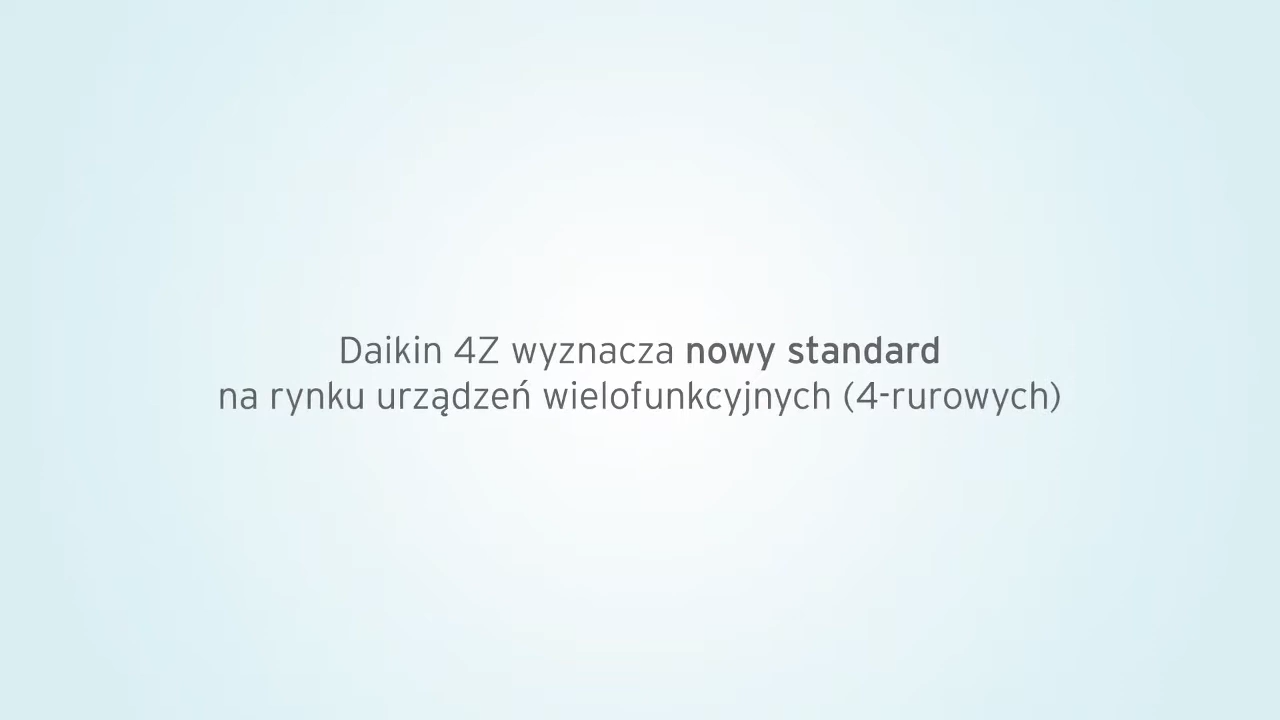 Daikin 4Z wyznacza nowy standard
na rynku urządzeń wielofunkcyjnych (4-rurowych)